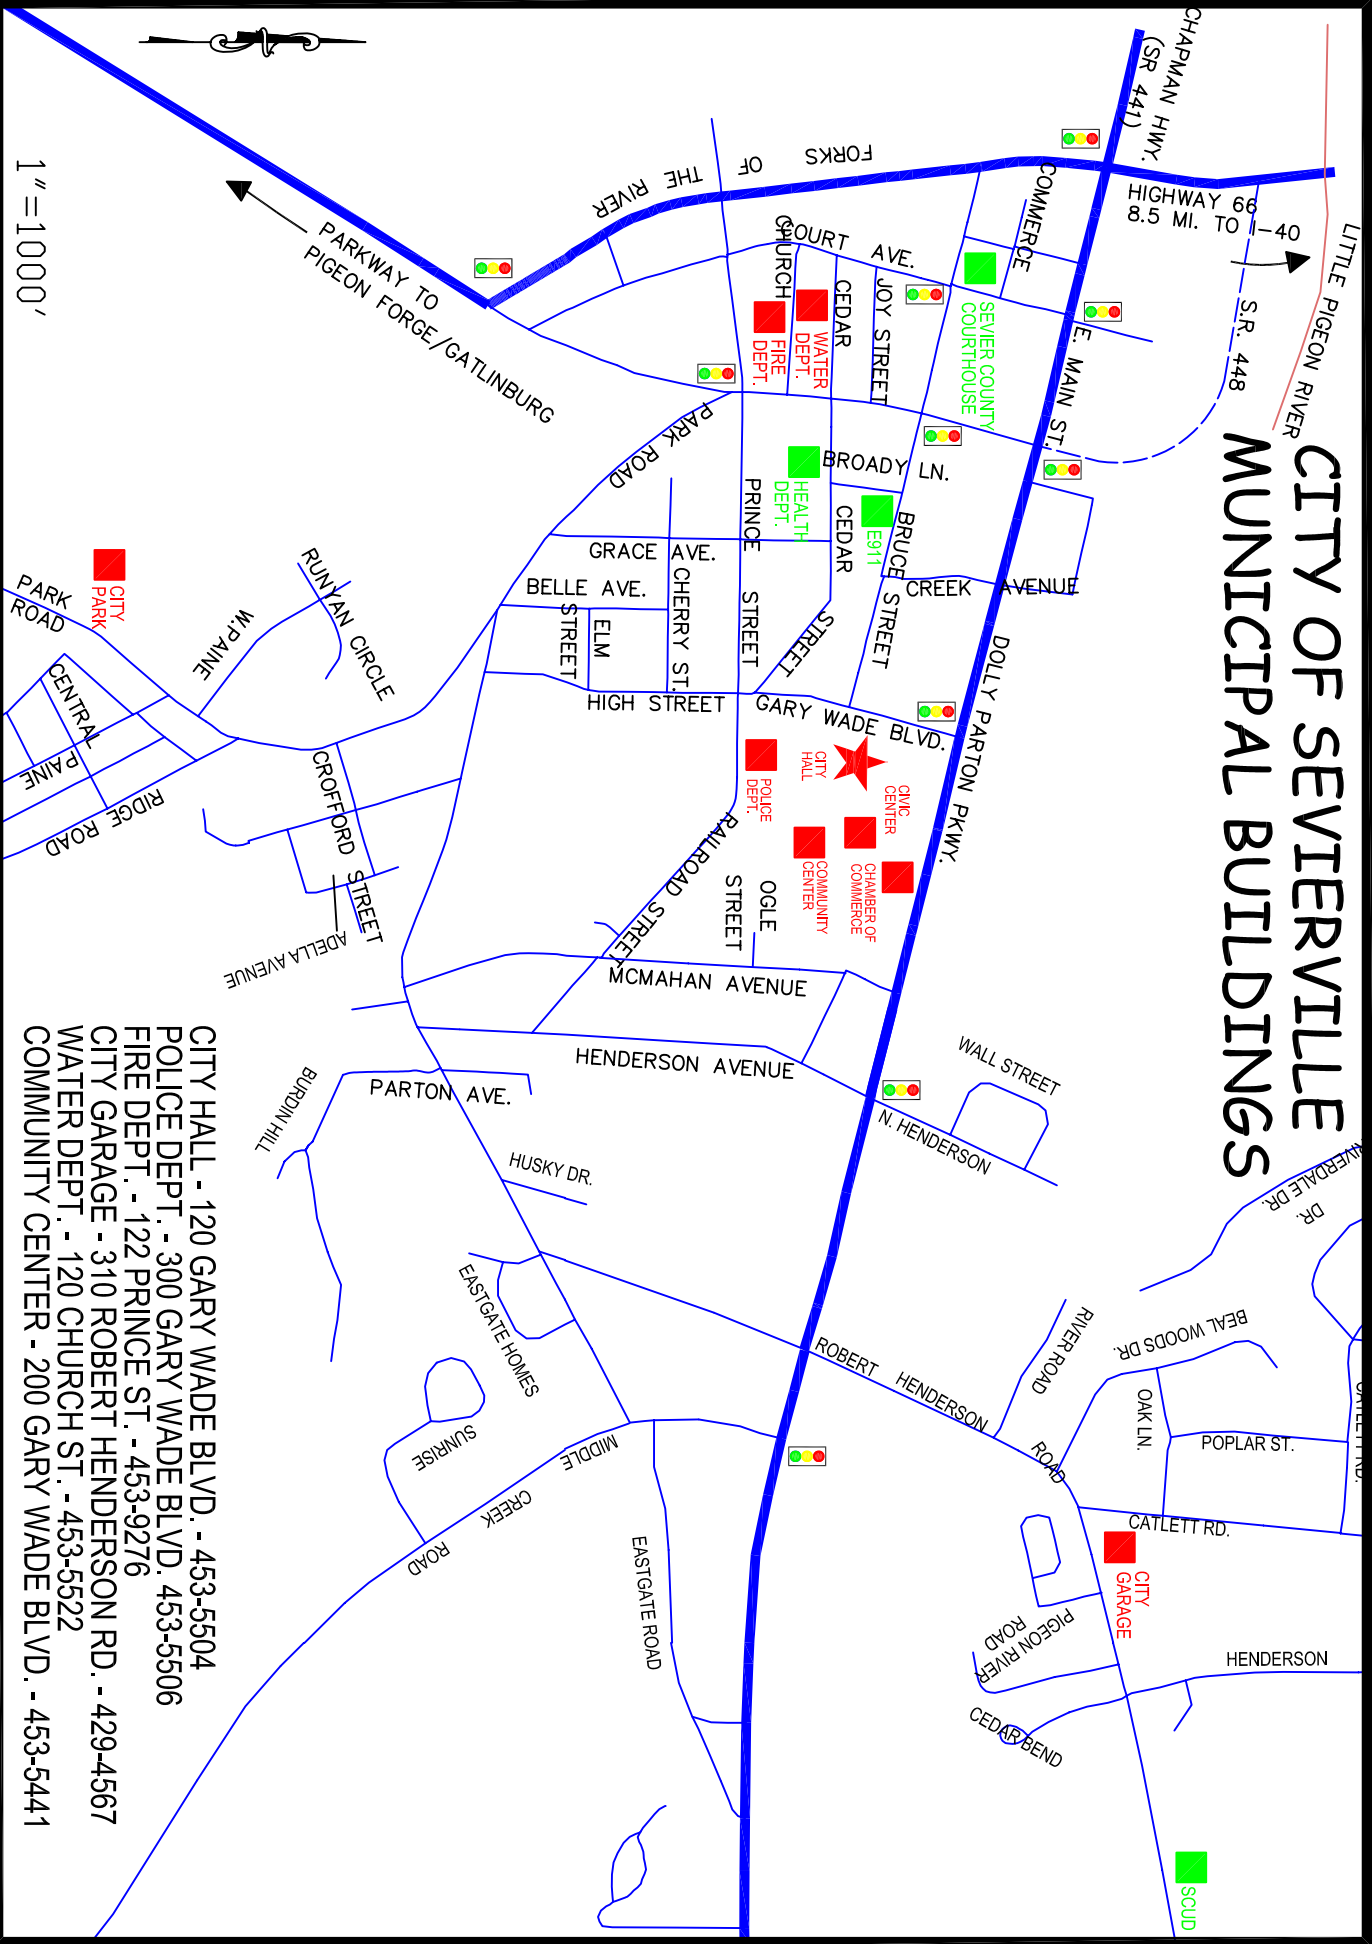 CITY OF SEVIERVILLE
MUNICIPAL BUILDINGS
LITTLE PIGEON RIVER
CHAPMAN HWY.
(SR 441)
HIGHWAY 66
8.5 MI. TO I-40
S.R. 448
COMMERCE
FORKS OF THE RIVER
COURT AVE.
CHURCH
CEDAR
JOY STREET
SEVIER COUNTY
COURTHOUSE
WATER
DEPT.
FIRE
DEPT.
E. MAIN ST.
PARKWAY TO
PIGEON FORGE/GATLINBURG
1"=1000'
PARK ROAD
BROADY LN.
HEALTH
DEPT.
E911
PRINCE STREET
CEDAR STREET
BRUCE STREET
CREEK AVENUE
GRACE AVE.
BELLE AVE.
CHERRY ST.
ELM
STREET
HIGH STREET
GARY WADE BLVD.
DOLLY PARTON PKWY.
CITY
PARK
PARK
ROAD
RUNYAN CIRCLE
W.PAINE
CENTRAL
PAINE
RIDGE ROAD
CROFFORD STREET
ADELLA AVENUE
CITY
HALL
CIVIC
CENTER
POLICE
DEPT.
COMMUNITY
CENTER
CHAMBER OF
COMMERCE
RAILROAD STREET
OGLE
STREET
MCMAHAN AVENUE
HENDERSON AVENUE
PARTON AVE.
BURDIN HILL
HUSKY DR.
WALL STREET
N. HENDERSON
RIVERDALE DR.
DR.
EASTGATE HOMES
SUNRISE
MIDDLE CREEK ROAD
EASTGATE ROAD
ROBERT HENDERSON ROAD
RIVER ROAD
BEAL WOODS DR.
OAK LN.
POPLAR ST.
CATLETT RD.
CATLETT RD.
CITY
GARAGE
PIGEON RIVER
ROAD
HENDERSON
CEDAR BEND
SCUD
CITY HALL - 120 GARY WADE BLVD. - 453-5504
POLICE DEPT. - 300 GARY WADE BLVD. 453-5506
FIRE DEPT. - 122 PRINCE ST. - 453-9276
CITY GARAGE - 310 ROBERT HENDERSON RD. - 429-4567
WATER DEPT. - 120 CHURCH ST. - 453-5522
COMMUNITY CENTER - 200 GARY WADE BLVD. - 453-5441